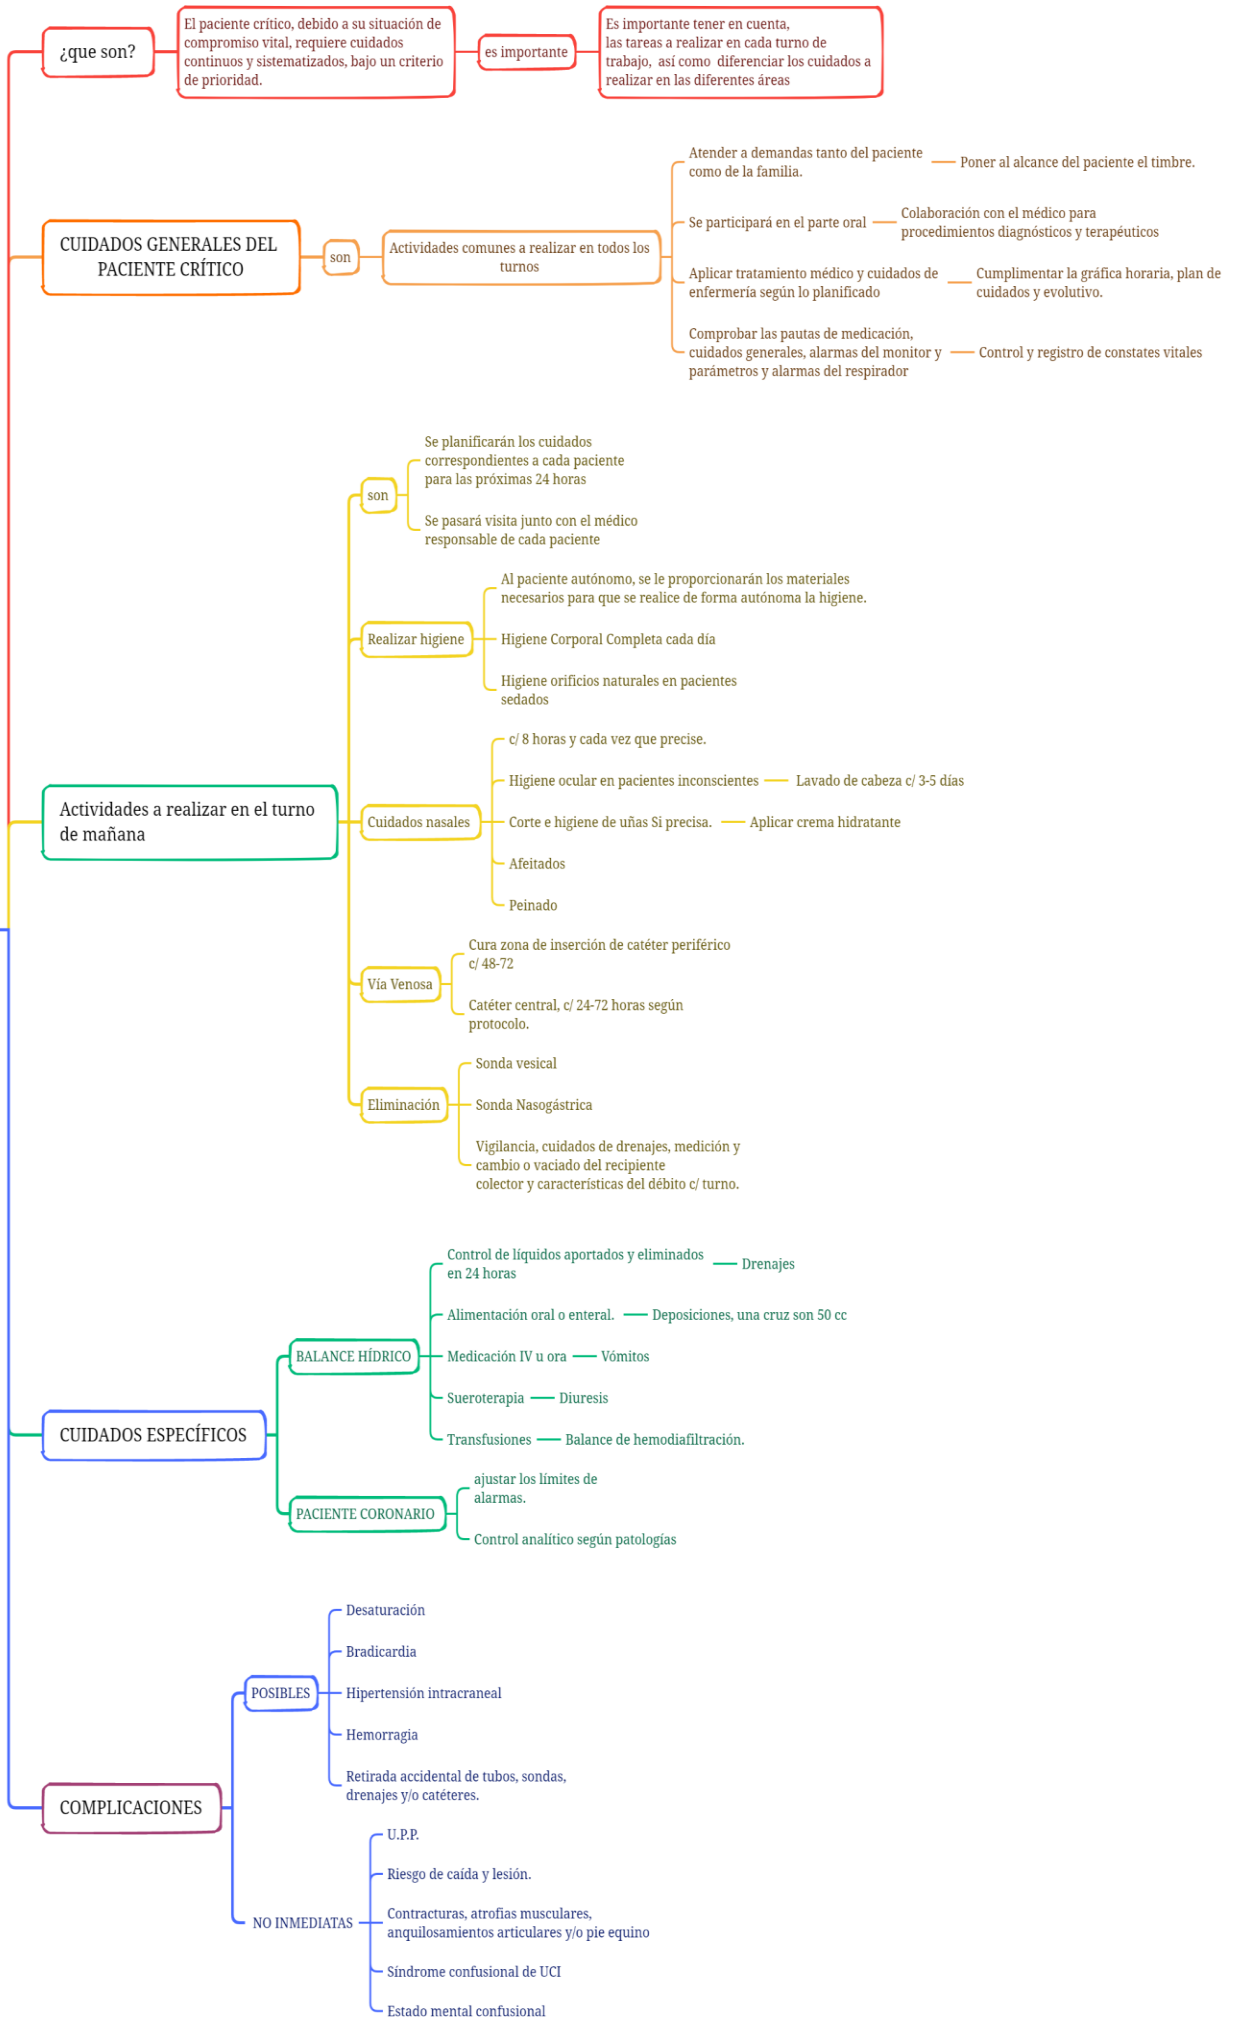 ¿que son?
El paciente crítico, debido a su situación de
compromiso vital, requiere cuidados
continuos y sistematizados, bajo un criterio
de prioridad.
es importante
Es importante tener en cuenta,
las tareas a realizar en cada turno de
trabajo, así como diferenciar los cuidados a
realizar en las diferentes áreas
CUIDADOS GENERALES DEL
PACIENTE CRÍTICO
son
Actividades comunes a realizar en todos los
turnos
Atender a demandas tanto del paciente
como de la familia.
Poner al alcance del paciente el timbre.
Se participará en el parte oral
Colaboración con el médico para
procedimientos diagnósticos y terapéuticos
Aplicar tratamiento médico y cuidados de
enfermería según lo planificado
Cumplimentar la gráfica horaria, plan de
cuidados y evolutivo.
Comprobar las pautas de medicación,
cuidados generales, alarmas del monitor y
parámetros y alarmas del respirador
Control y registro de constates vitales
Actividades a realizar en el turno
de mañana
son
Se planificarán los cuidados
correspondientes a cada paciente
para las próximas 24 horas
Se pasará visita junto con el médico
responsable de cada paciente
Realizar higiene
Al paciente autónomo, se le proporcionarán los materiales
necesarios para que se realice de forma autónoma la higiene.
Higiene Corporal Completa cada día
Higiene orificios naturales en pacientes
sedados
Cuidados nasales
c/ 8 horas y cada vez que precise.
Higiene ocular en pacientes inconscientes
Lavado de cabeza c/ 3-5 días
Corte e higiene de uñas Si precisa.
Aplicar crema hidratante
Afeitados
Peinado
Vía Venosa
Cura zona de inserción de catéter periférico
c/ 48-72
Catéter central, c/ 24-72 horas según
protocolo.
Eliminación
Sonda vesical
Sonda Nasogástrica
Vigilancia, cuidados de drenajes, medición y
cambio o vaciado del recipiente
colector y características del débito c/ turno.
CUIDADOS ESPECÍFICOS
BALANCE HÍDRICO
Control de líquidos aportados y eliminados
en 24 horas
Drenajes
Alimentación oral o enteral.
Deposiciones, una cruz son 50 cc
Medicación IV u ora
Vómitos
Sueroterapia
Diuresis
Transfusiones
Balance de hemodiafiltración.
PACIENTE CORONARIO
ajustar los límites de
alarmas.
Control analítico según patologías
COMPLICACIONES
POSIBLES
Desaturación
Bradicardia
Hipertensión intracraneal
Hemorragia
Retirada accidental de tubos, sondas,
drenajes y/o catéteres.
NO INMEDIATAS
U.P.P.
Riesgo de caída y lesión.
Contracturas, atrofias musculares,
anquilosamientos articulares y/o pie equino
Síndrome confusional de UCI
Estado mental confusional